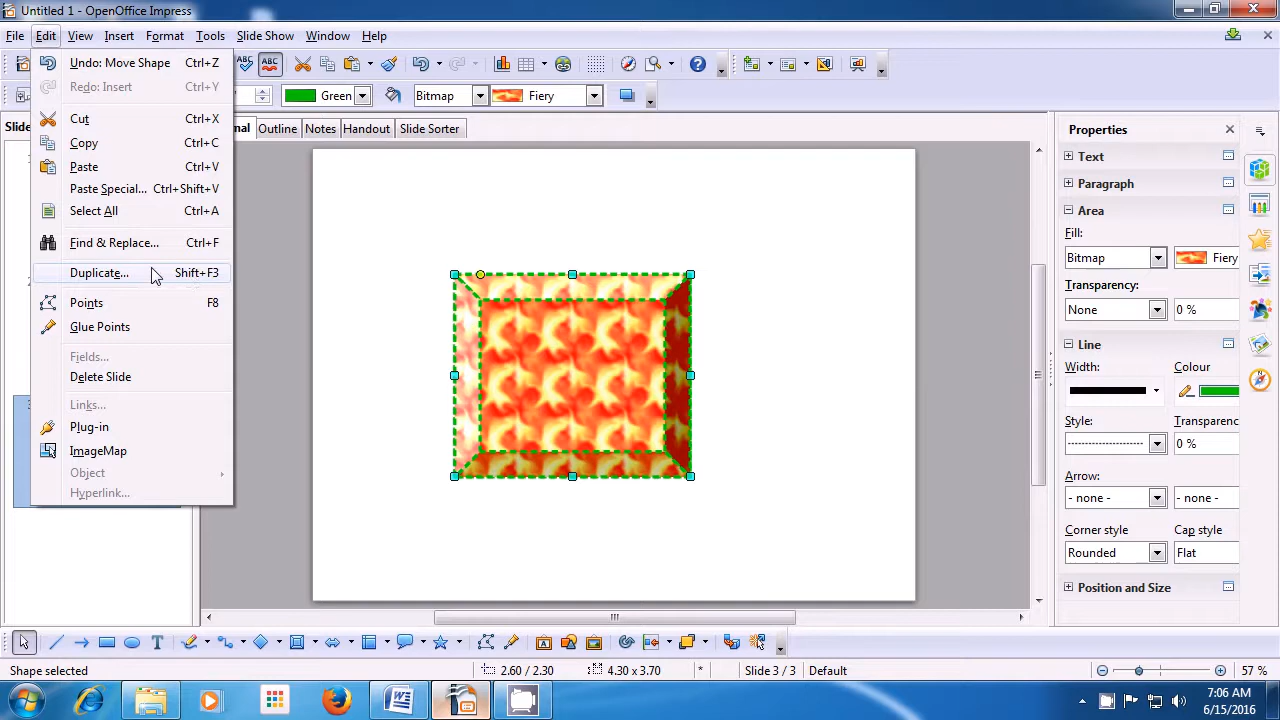 Untitled 1 - OpenOffice Impress
File Edit View Insert Format Tools Slide Show Window Help
Undo: Move Shape Ctrl+Z
Redo: Insert Ctrl+Y
Cut Ctrl+X
Copy Ctrl+C
Paste Ctrl+V
Paste Special... Ctrl+Shift+V
Select All Ctrl+A
Find & Replace... Ctrl+F
Duplicate... Shift+F3
Points F8
Glue Points
Fields...
Delete Slide
Links...
Plug-in
ImageMap
Object
Hyperlink...
ABC
ABC
Green Bitmap Fiery
Outline Notes Handout Slide Sorter
Properties
Text
Paragraph
Area
Fill:
Bitmap Fiery
Transparency:
None 0 %
Line
Width: Colour
Style: Transparenc
0 %
Arrow:
- none - - none -
Corner style Cap style
Rounded Flat
Position and Size
Shape selected 2.60 / 2.30 4.30 x 3.70 * Slide 3 / 3 Default 57 %
7:06 AM
6/15/2016